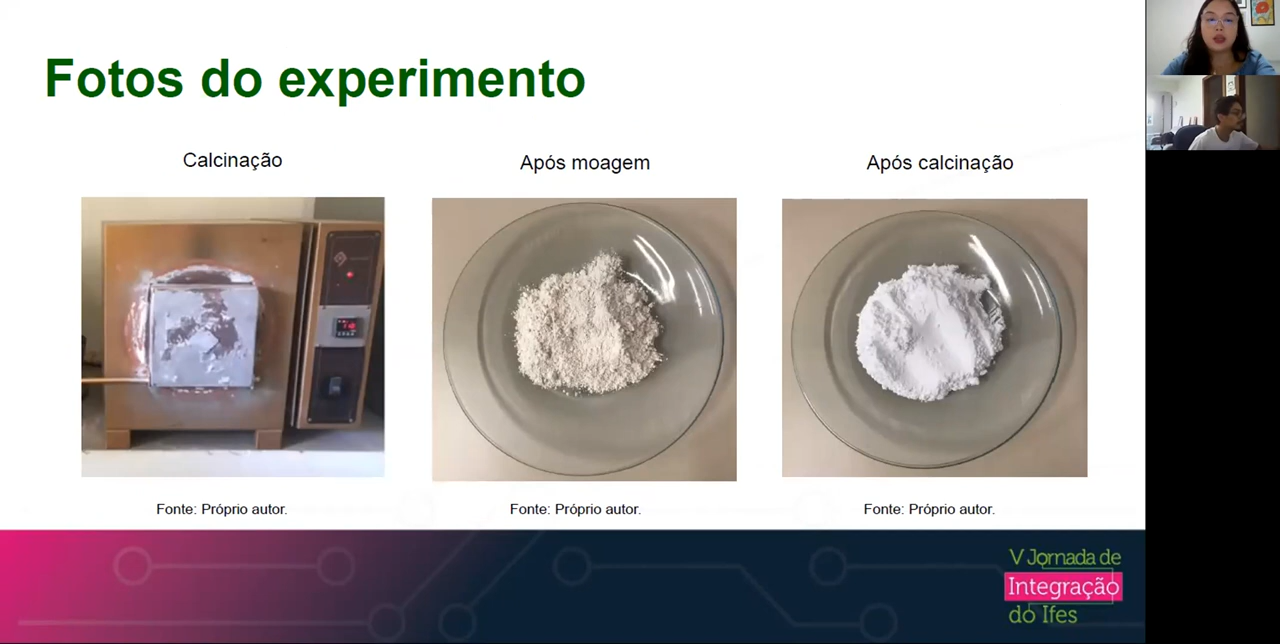 Fotos do experimento
Calcinação
Após moagem
Após calcinação
Fonte: Próprio autor.
Fonte: Próprio autor.
Fonte: Próprio autor.
V Jornada de
Integração
do Ifes